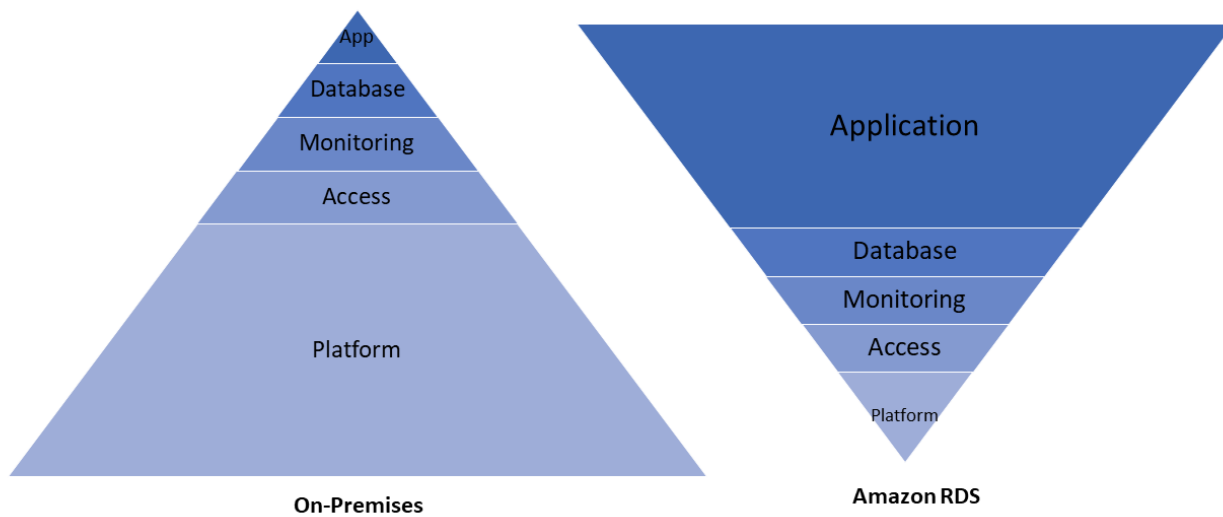 App
Database
Monitoring
Access
Platform
On-Premises
Application
Database
Monitoring
Access
Platform
Amazon RDS